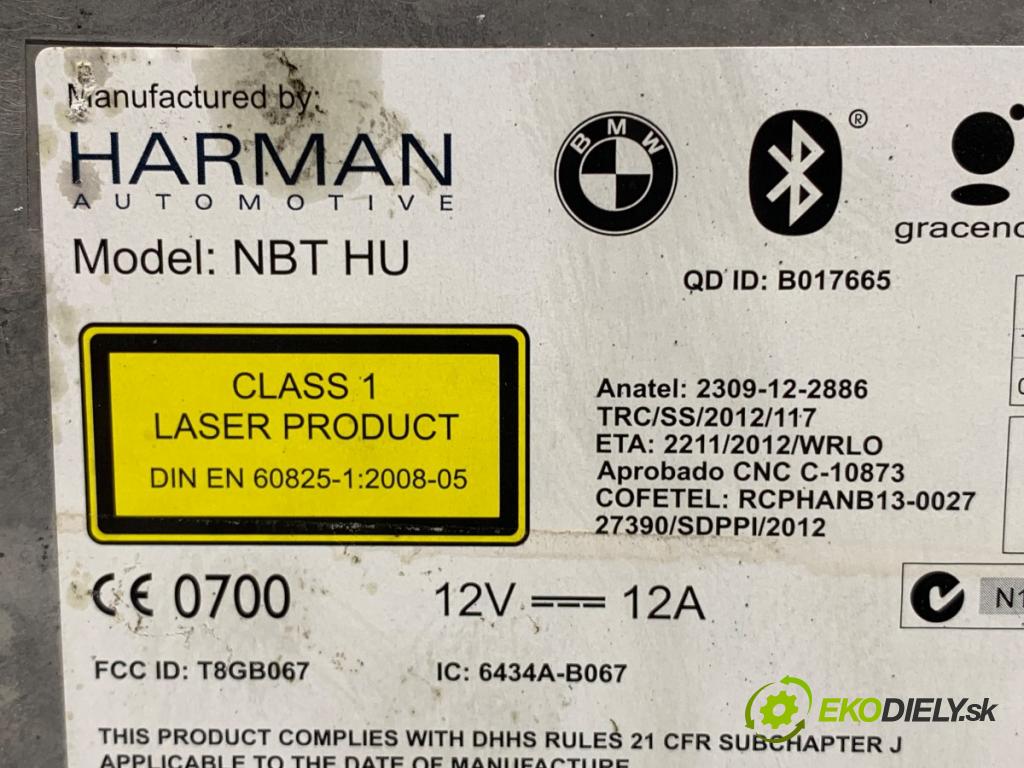 Manufactured by:
HARMAN
AUTOMOTIVE
BMW
®
gracenc
Model: NBT HU
QD ID: B017665
CLASS 1
LASER PRODUCT
DIN EN 60825-1:2008-05
Anatel: 2309-12-2886
TRC/SS/2012/117
ETA: 2211/2012/WRLO
Aprobado CNC C-10873
COFETEL: RCPHANB13-0027
27390/SDPPI/2012
CE 0700
12V 12A
N1
FCC ID: T8GB067
IC: 6434A-B067
EKODIELY.sk
THIS PRODUCT COMPLIES WITH DHHS RULES 21 CFR SUBCHAPTER J
APPLICABLE TO THE DATE OF MANUFACTURE